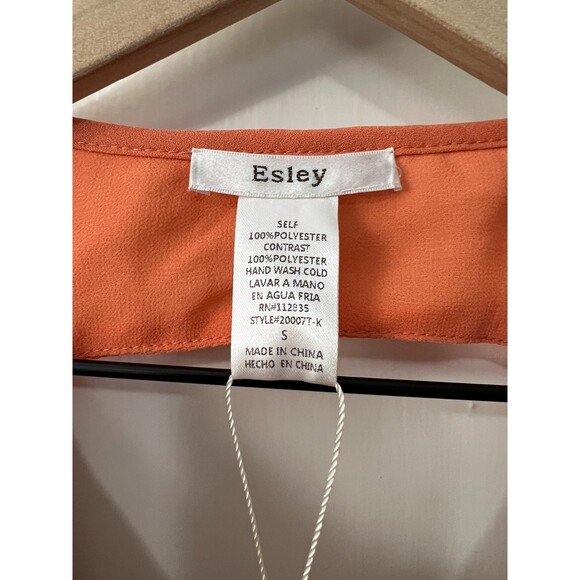 Esley
SELF
100%POLYESTER
CONTRAST
100%POLYESTER
HAND WASH COLD
LAVAR A MANO
EN AGUA FRIA
RN#112835
STYLE#20007T-K
S
MADE IN CHINA
HECHO EN CHINA